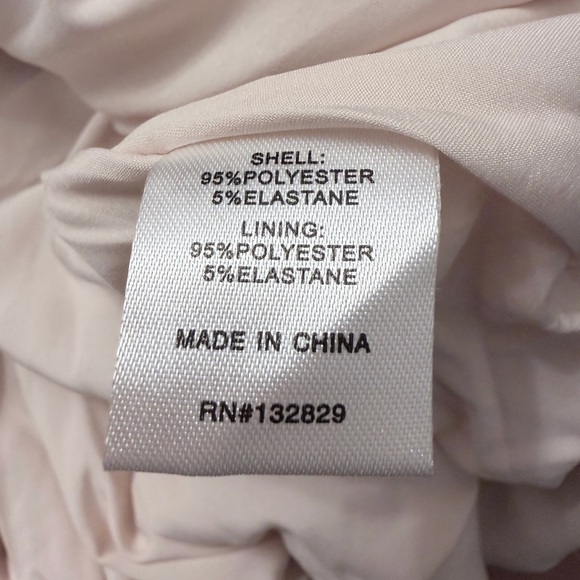 SHELL:
95%POLYESTER
5%ELASTANE
LINING:
95%POLYESTER
5%ELASTANE
MADE IN CHINA
RN#132829